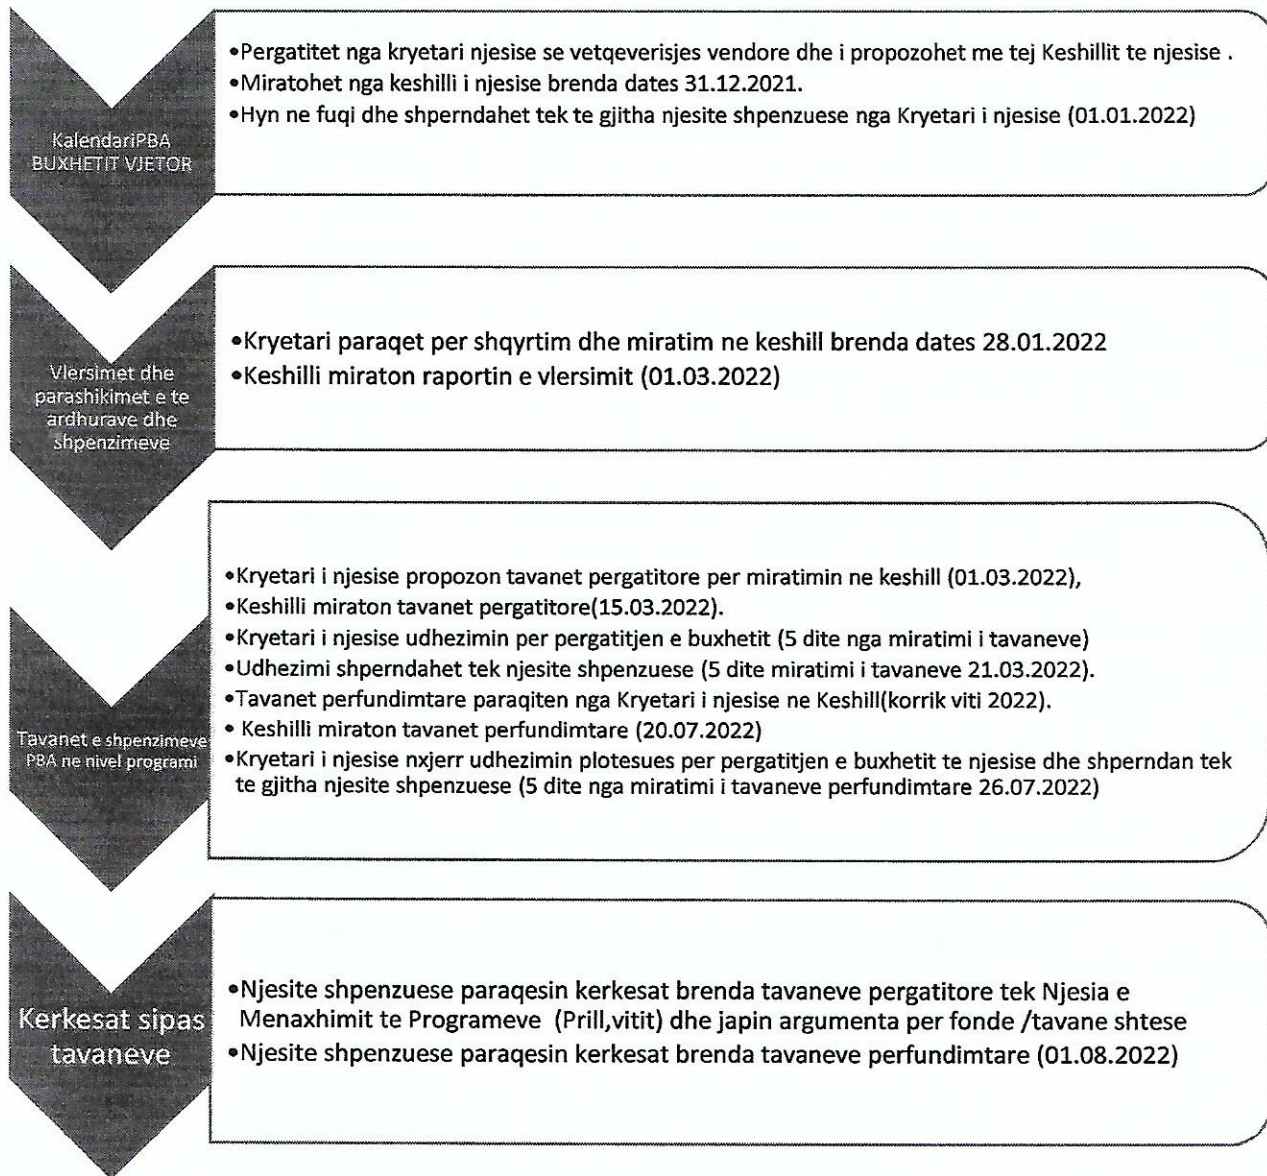 KalendariPBA
BUXHETIT VJETOR
•Pergatitet nga kryetari njesise se vetqeverisjes vendore dhe i propozohet me tej Keshillit te njesise .
•Miratohet nga keshilli i njesise brenda dates 31.12.2021.
•Hyn ne fuqi dhe shperndahet tek te gjitha njesite shpenzuese nga Kryetari i njesise (01.01.2022)
Vlersimet dhe
parashikimet e te
ardhurave dhe
shpenzimeve
•Kryetari paraqet per shqyrtim dhe miratim ne keshill brenda dates 28.01.2022
•Keshilli miraton raportin e vlersimit (01.03.2022)
Tavanet e shpenzimeve
PBA ne nivel programi
•Kryetari i njesise propozon tavanet pergatitore per miratimin ne keshill (01.03.2022),
•Keshilli miraton tavanet pergatitore(15.03.2022).
•Kryetari i njesise udhezimin per pergatitjen e buxhetit (5 dite nga miratimi i tavaneve)
•Udhezimi shperndahet tek njesite shpenzuese (5 dite miratimi i tavaneve 21.03.2022).
•Tavanet perfundimtare paraqiten nga Kryetari i njesise ne Keshill(korrik viti 2022).
• Keshilli miraton tavanet perfundimtare (20.07.2022)
•Kryetari i njesise nxjerr udhezimin plotesues per pergatitjen e buxhetit te njesise dhe shperndan tek
te gjitha njesite shpenzuese (5 dite nga miratimi i tavaneve perfundimtare 26.07.2022)
Kerkesat sipas
tavaneve
•Njesite shpenzuese paraqesin kerkesat brenda tavaneve pergatitore tek Njesia e
Menaxhimit te Programeve (Prill,vitit) dhe japin argumenta per fonde /tavane shtese
•Njesite shpenzuese paraqesin kerkesat brenda tavaneve perfundimtare (01.08.2022)